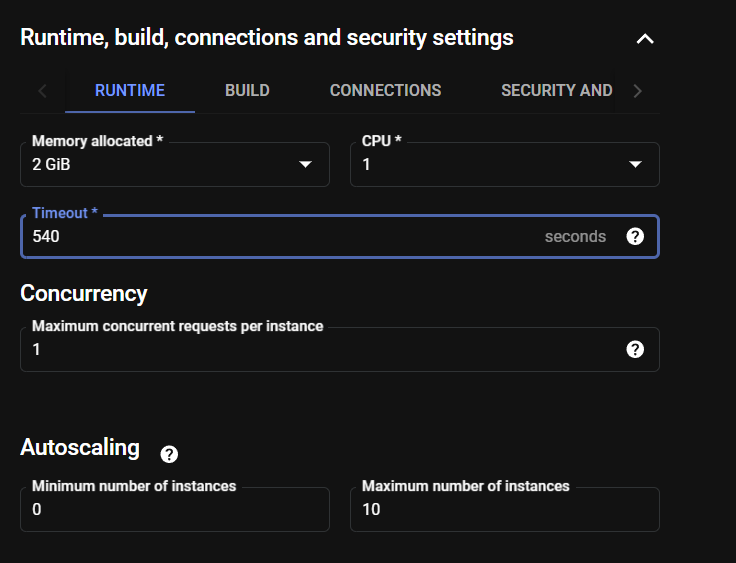 Runtime, build, connections and security settings
RUNTIME BUILD CONNECTIONS SECURITY AND
Memory allocated * CPU *
2 GiB 1
Timeout *
540 seconds
Concurrency
Maximum concurrent requests per instance
1
Autoscaling
Minimum number of instances Maximum number of instances
0 10